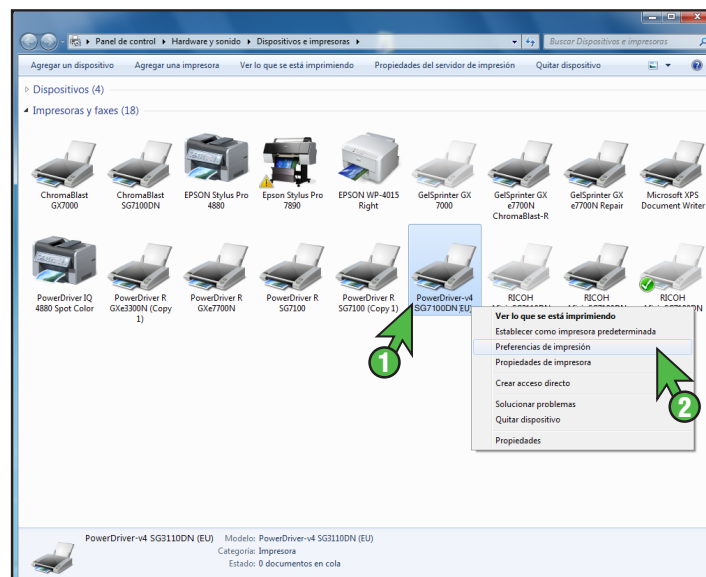 Panel de control ▸ Hardware y sonido ▸ Dispositivos e impresoras ▸
Buscar Dispositivos e impresoras
Agregar un dispositivo Agregar una impresora Ver lo que se está imprimiendo Propiedades del servidor de impresión Quitar dispositivo
Dispositivos (4)
Impresoras y faxes (18)
ChromaBlast GX7000
ChromaBlast SG7100DN
EPSON Stylus Pro 4880
Epson Stylus Pro 7890
EPSON WP-4015 Right
GelSprinter GX 7000
GelSprinter GX e7700N ChromaBlast-R
GelSprinter GX e7700N Repair
Microsoft XPS Document Writer
PowerDriver IQ 4880 Spot Color
PowerDriver R GXe3300N (Copy 1)
PowerDriver R GXe7700N
PowerDriver R SG7100
PowerDriver R SG7100 (Copy 1)
PowerDriver-v4 SG7100DN (EU)
RICOH
RICOH
RICOH
Ver lo que se está imprimiendo
Establecer como impresora predeterminada
Preferencias de impresión
Propiedades de impresora
Crear acceso directo
Solucionar problemas
Quitar dispositivo
Propiedades
1
2
PowerDriver-v4 SG3110DN (EU) Modelo: PowerDriver-v4 SG3110DN (EU)
Categoría: Impresora
Estado: 0 documentos en cola